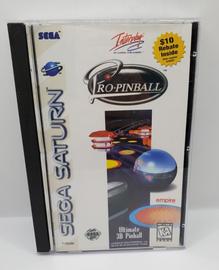 SEGA
Interplay
$10
Rebate
Inside
PRO-PINBALL
SEGA SATURN
empire
Ultimate
3D Pinball